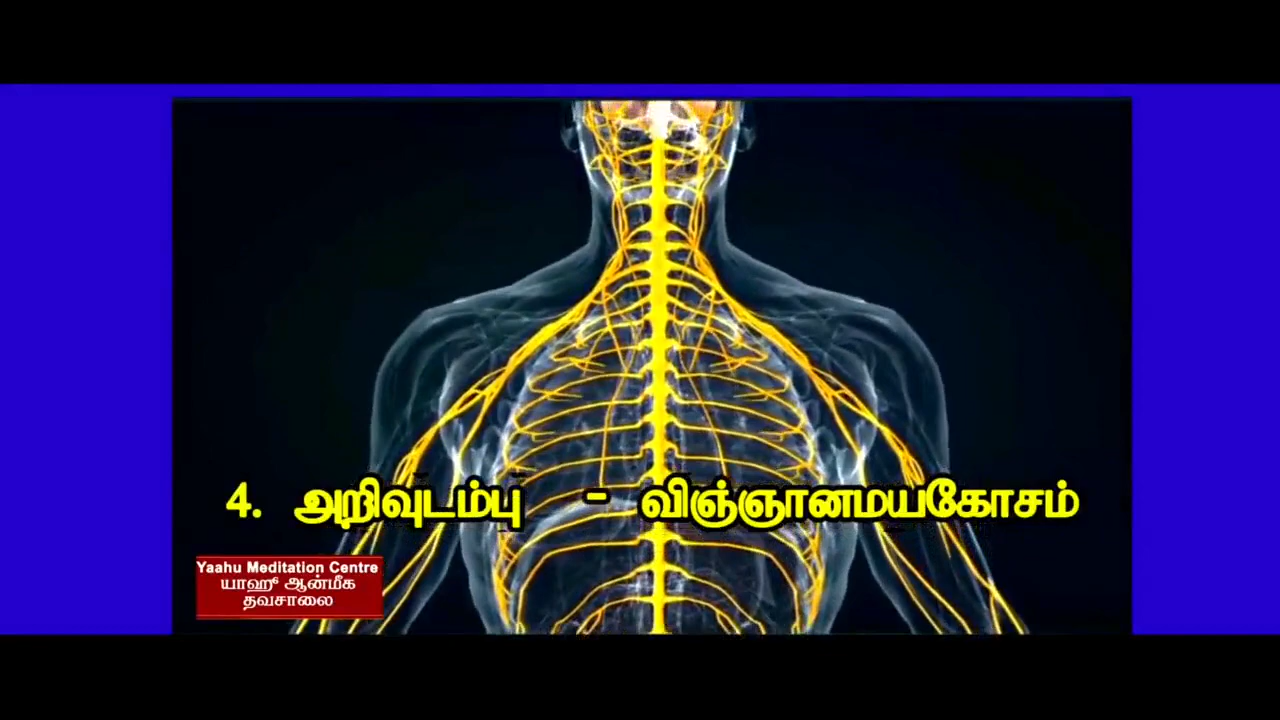 4. அறிவுடம்பு - விஞ்ஞானமயகோசம்
Yaahu Meditation Centre
யாஹூ ஆன்மீக
தவசாலை